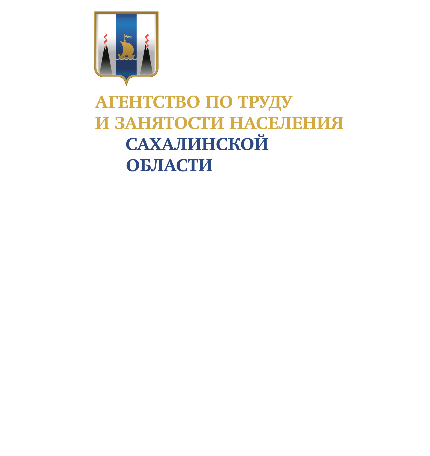 АГЕНТСТВО ПО ТРУДУ
И ЗАНЯТОСТИ НАСЕЛЕНИЯ
САХАЛИНСКОЙ
ОБЛАСТИ